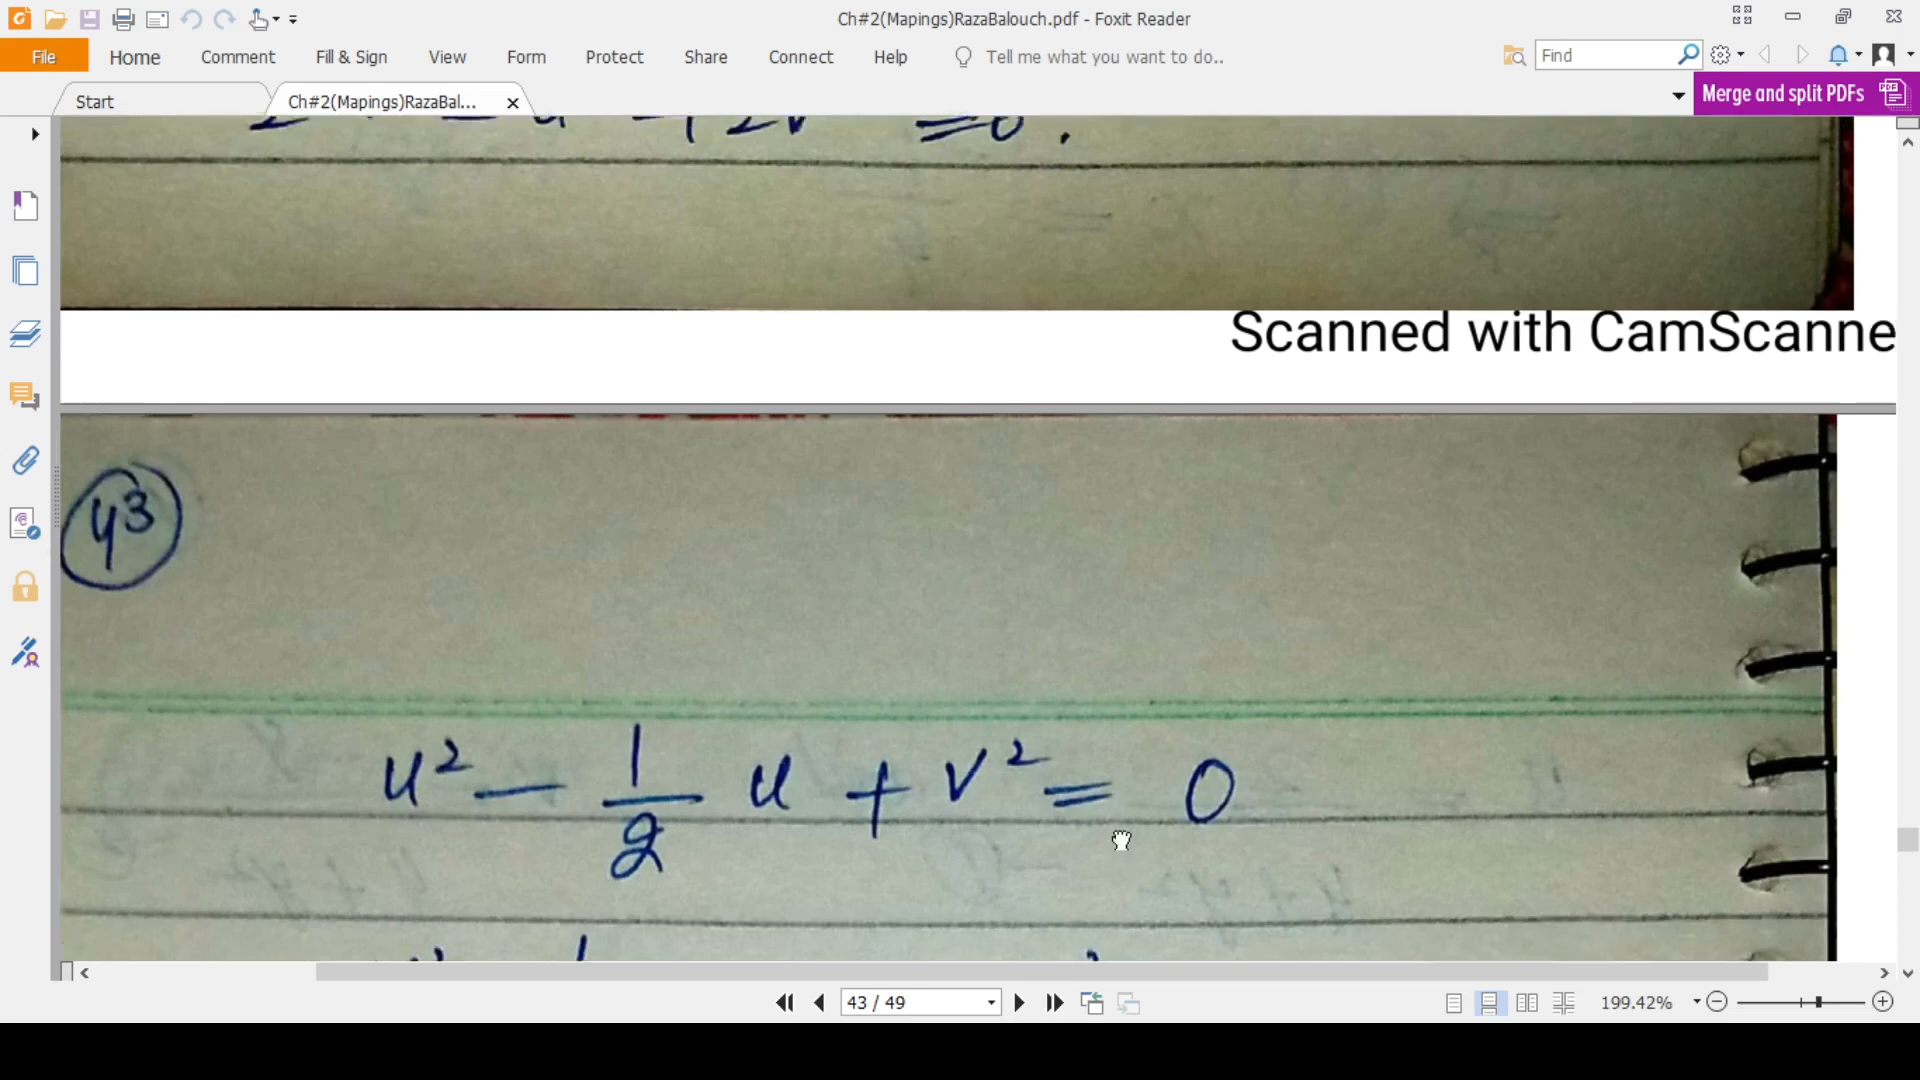 Ch#2(Mapings)RazaBalouch.pdf - Foxit Reader
File Home Comment Fill & Sign View Form Protect Share Connect Help Tell me what you want to do.. Find
Start Ch#2(Mapings)RazaBal... Merge and split PDFs
Scanned with CamScanne
43
u² - 1/2 u + v² = 0
43 / 49 199.42%